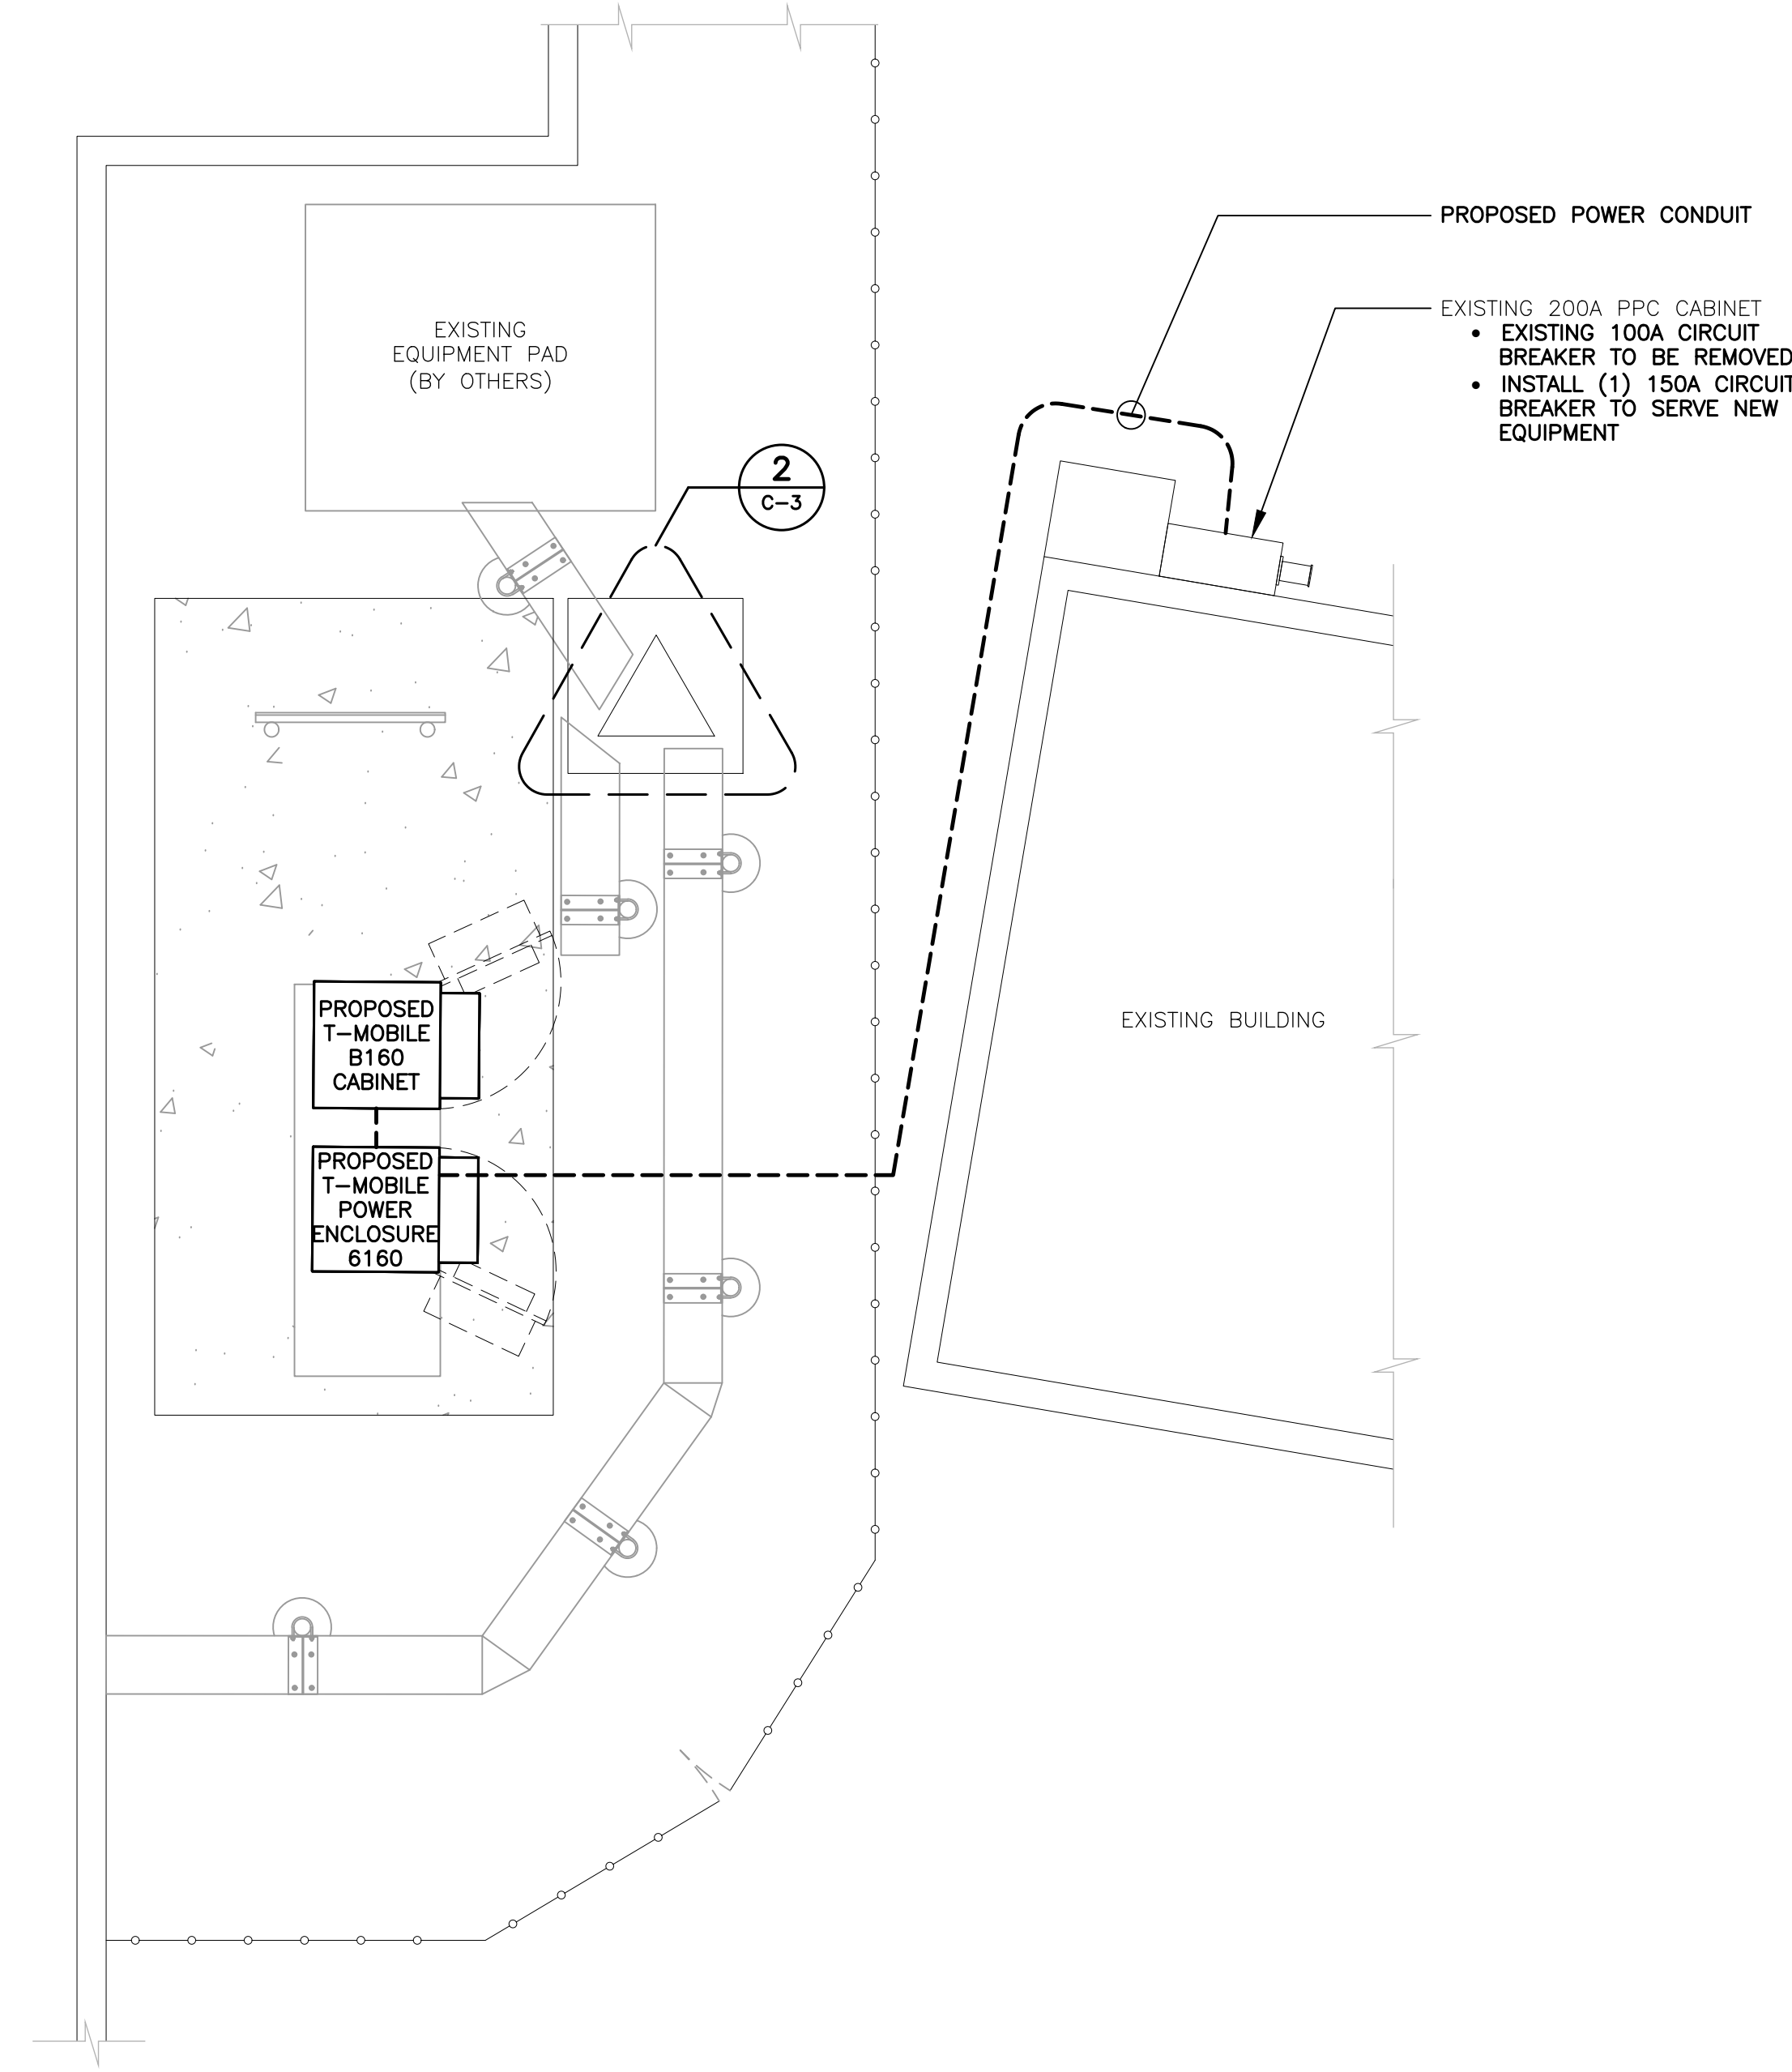 PROPOSED POWER CONDUIT
EXISTING 200A PPC CABINET
• EXISTING 100A CIRCUIT
BREAKER TO BE REMOVED
• INSTALL (1) 150A CIRCUIT
BREAKER TO SERVE NEW
EQUIPMENT
EXISTING
EQUIPMENT PAD
(BY OTHERS)
2
C-3
PROPOSED
T-MOBILE
B160
CABINET
EXISTING BUILDING
PROPOSED
T-MOBILE
POWER
ENCLOSURE
6160